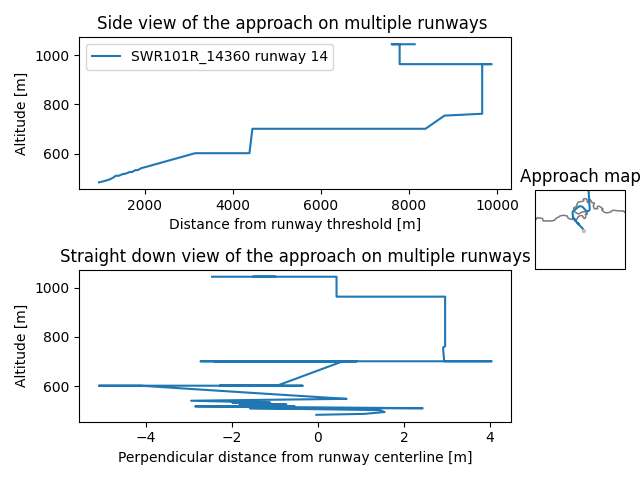 Side view of the approach on multiple runways
1000
800
600
Altitude [m]
SWR101R_14360 runway 14
2000 4000 6000 8000 10000
Distance from runway threshold [m]
Approach map
Straight down view of the approach on multiple runways
1000
800
600
Altitude [m]
−4 −2 0 2 4
Perpendicular distance from runway centerline [m]